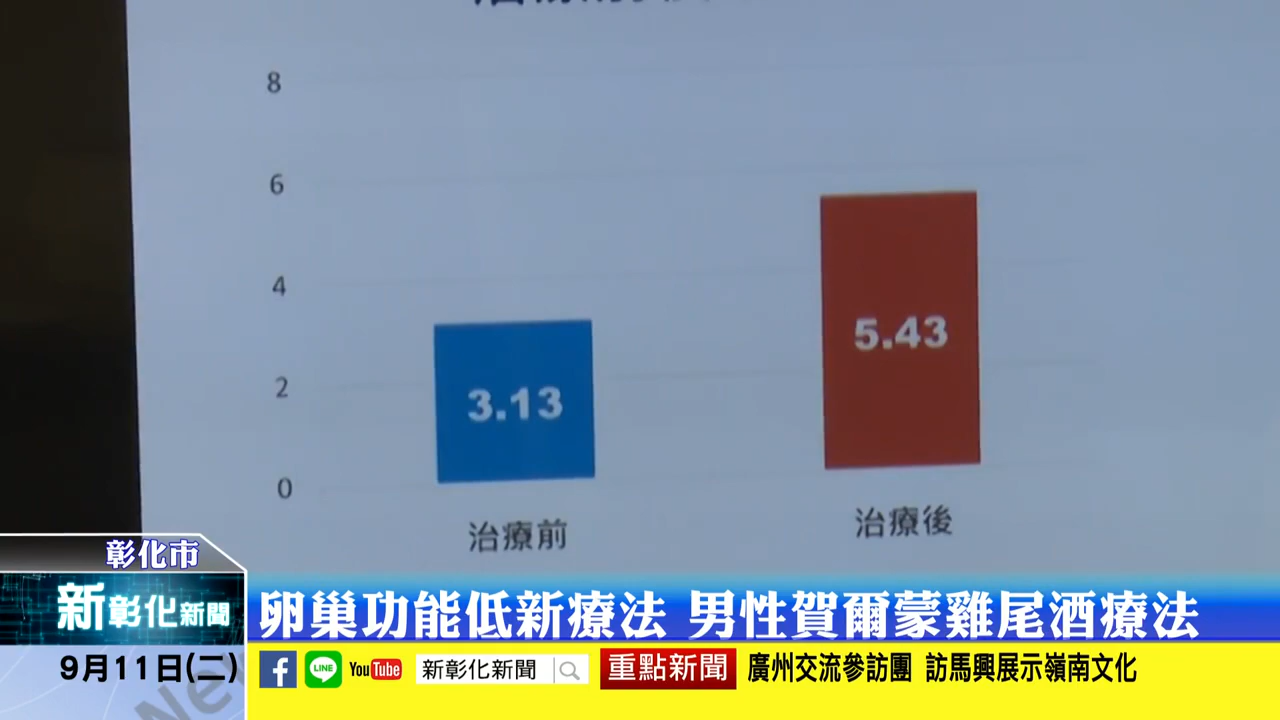 8
6
4
2
0
3.13
5.43
治療前
治療後
彰化市
新彰化新聞
卵巢功能低新療法 男性賀爾蒙雞尾酒療法
9月11日(二)
LINE
YouTube
新彰化新聞
重點新聞
廣州交流參訪團 訪馬興展示嶺南文化